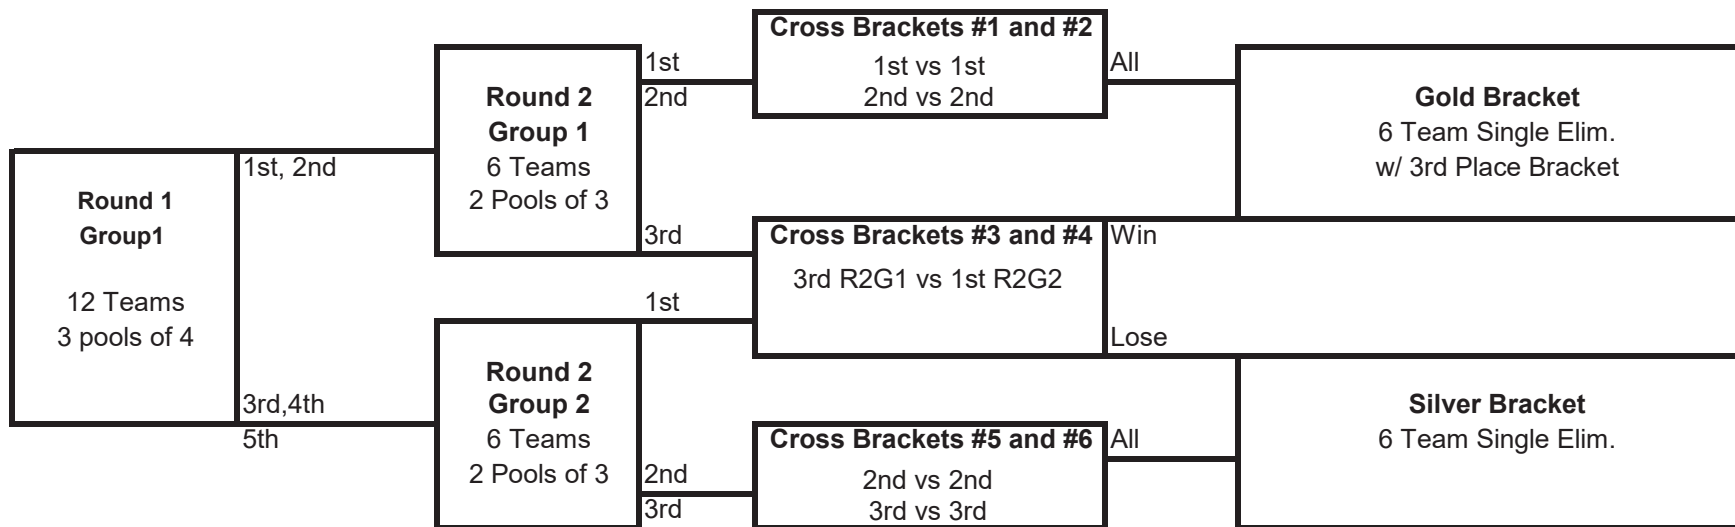 Round 1
Group1
12 Teams
3 pools of 4
1st, 2nd
3rd,4th
5th
Round 2
Group 1
6 Teams
2 Pools of 3
1st
2nd
3rd
Round 2
Group 2
6 Teams
2 Pools of 3
1st
2nd
3rd
Cross Brackets #1 and #2
1st vs 1st
2nd vs 2nd
All
Cross Brackets #3 and #4
3rd R2G1 vs 1st R2G2
Win
Lose
Cross Brackets #5 and #6
2nd vs 2nd
3rd vs 3rd
All
Gold Bracket
6 Team Single Elim.
w/ 3rd Place Bracket
Silver Bracket
6 Team Single Elim.